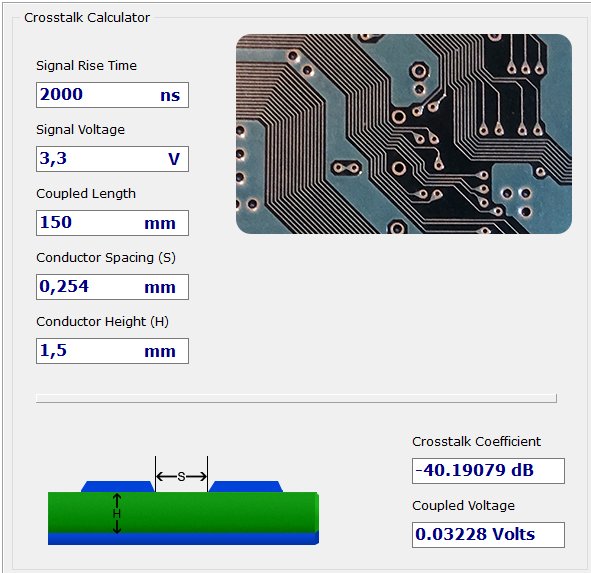 Crosstalk Calculator
Signal Rise Time
2000 ns
Signal Voltage
3,3 V
Coupled Length
150 mm
Conductor Spacing (S)
0,254 mm
Conductor Height (H)
1,5 mm
S
H
Crosstalk Coefficient
-40.19079 dB
Coupled Voltage
0.03228 Volts